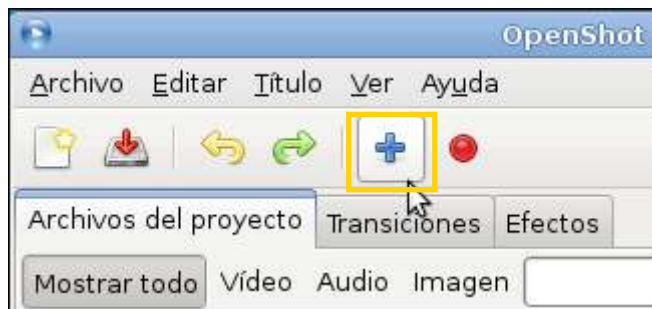 OpenShot
Archivo Editar Título Ver Ayuda
Archivos del proyecto Transiciones Efectos
Mostrar todo Vídeo Audio Imagen